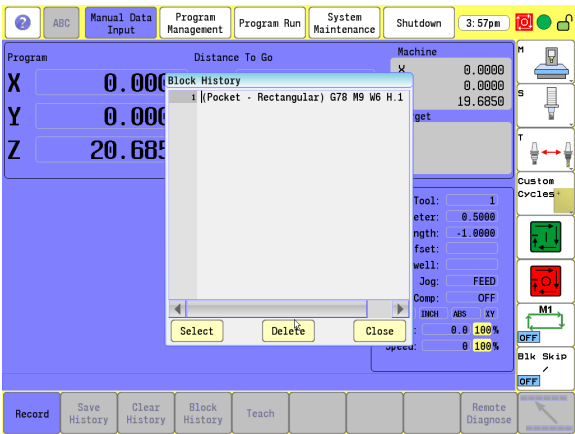 ?
ABC
Manual Data Input
Program Management
Program Run
System Maintenance
Shutdown
3:57pm
Program
Distance To Go
Machine
X 0.000
X 0.0000
Y 0.000
0.0000
Z 20.685
19.6850
get
Block History
1 (Pocket - Rectangular) G78 M9 W6 H.1
Select
Delete
Close
Tool: 1
eter: 0.5000
ngth: -1.0000
fset:
well:
Jog: FEED
Comp: OFF
INCH ABS XY
: 0.0 100%
Speed: 0 100%
M
S
T
Custom
Cycles
M1
OFF
Blk Skip
/
OFF
Record
Save History
Clear History
Block History
Teach
Remote Diagnose